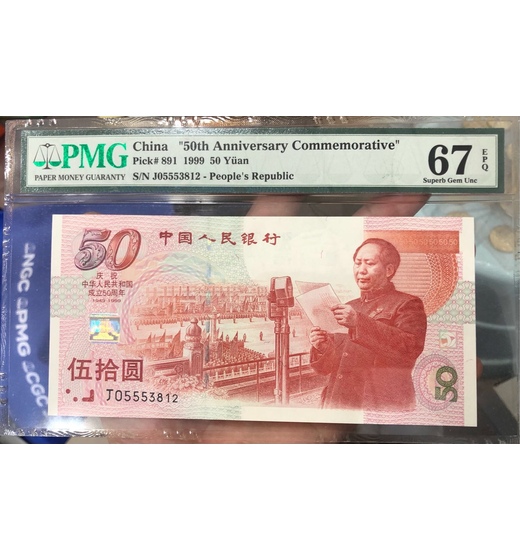 PMG
PAPER MONEY GUARANTY
China "50th Anniversary Commemorative"
Pick# 891 1999 50 Yüan
S/N J05553812 - People's Republic
67
EPQ
Superb Gem Unc
NGC PMG CGC
50
中国人民银行
庆祝
中华人民共和国
成立50周年
1949-1999
伍拾圆
J05553812
50